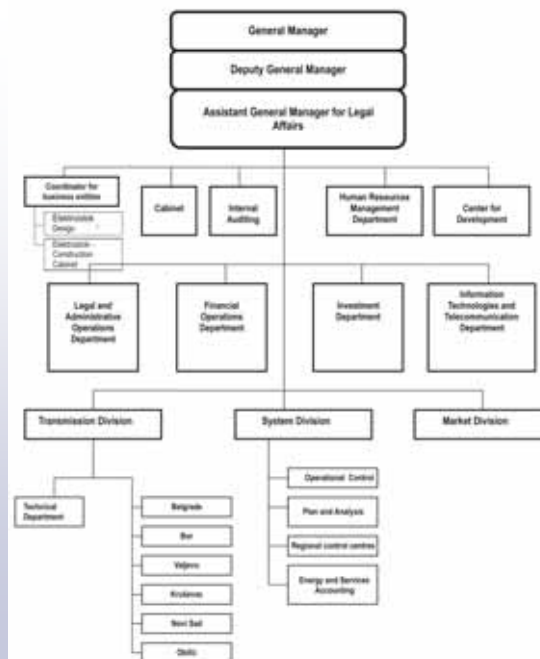 General Manager
Deputy General Manager
Assistant General Manager for Legal
Affairs
Coordinator for
business entities
Elektroistok
Design
Elektroistok -
Construction
Cabinet
Cabinet
Internal
Auditing
Human Resources
Management
Department
Center for
Development
Legal and
Administrative
Operations
Department
Financial
Operations
Department
Investment
Department
Information
Technologies and
Telecommunication
Department
Transmission Division
System Division
Market Division
Technical
Department
Belgrade
Bor
Valjevo
Kruševac
Novi Sad
Obilić
Operational Control
Plan and Analysis
Regional control centres
Energy and Services
Accounting